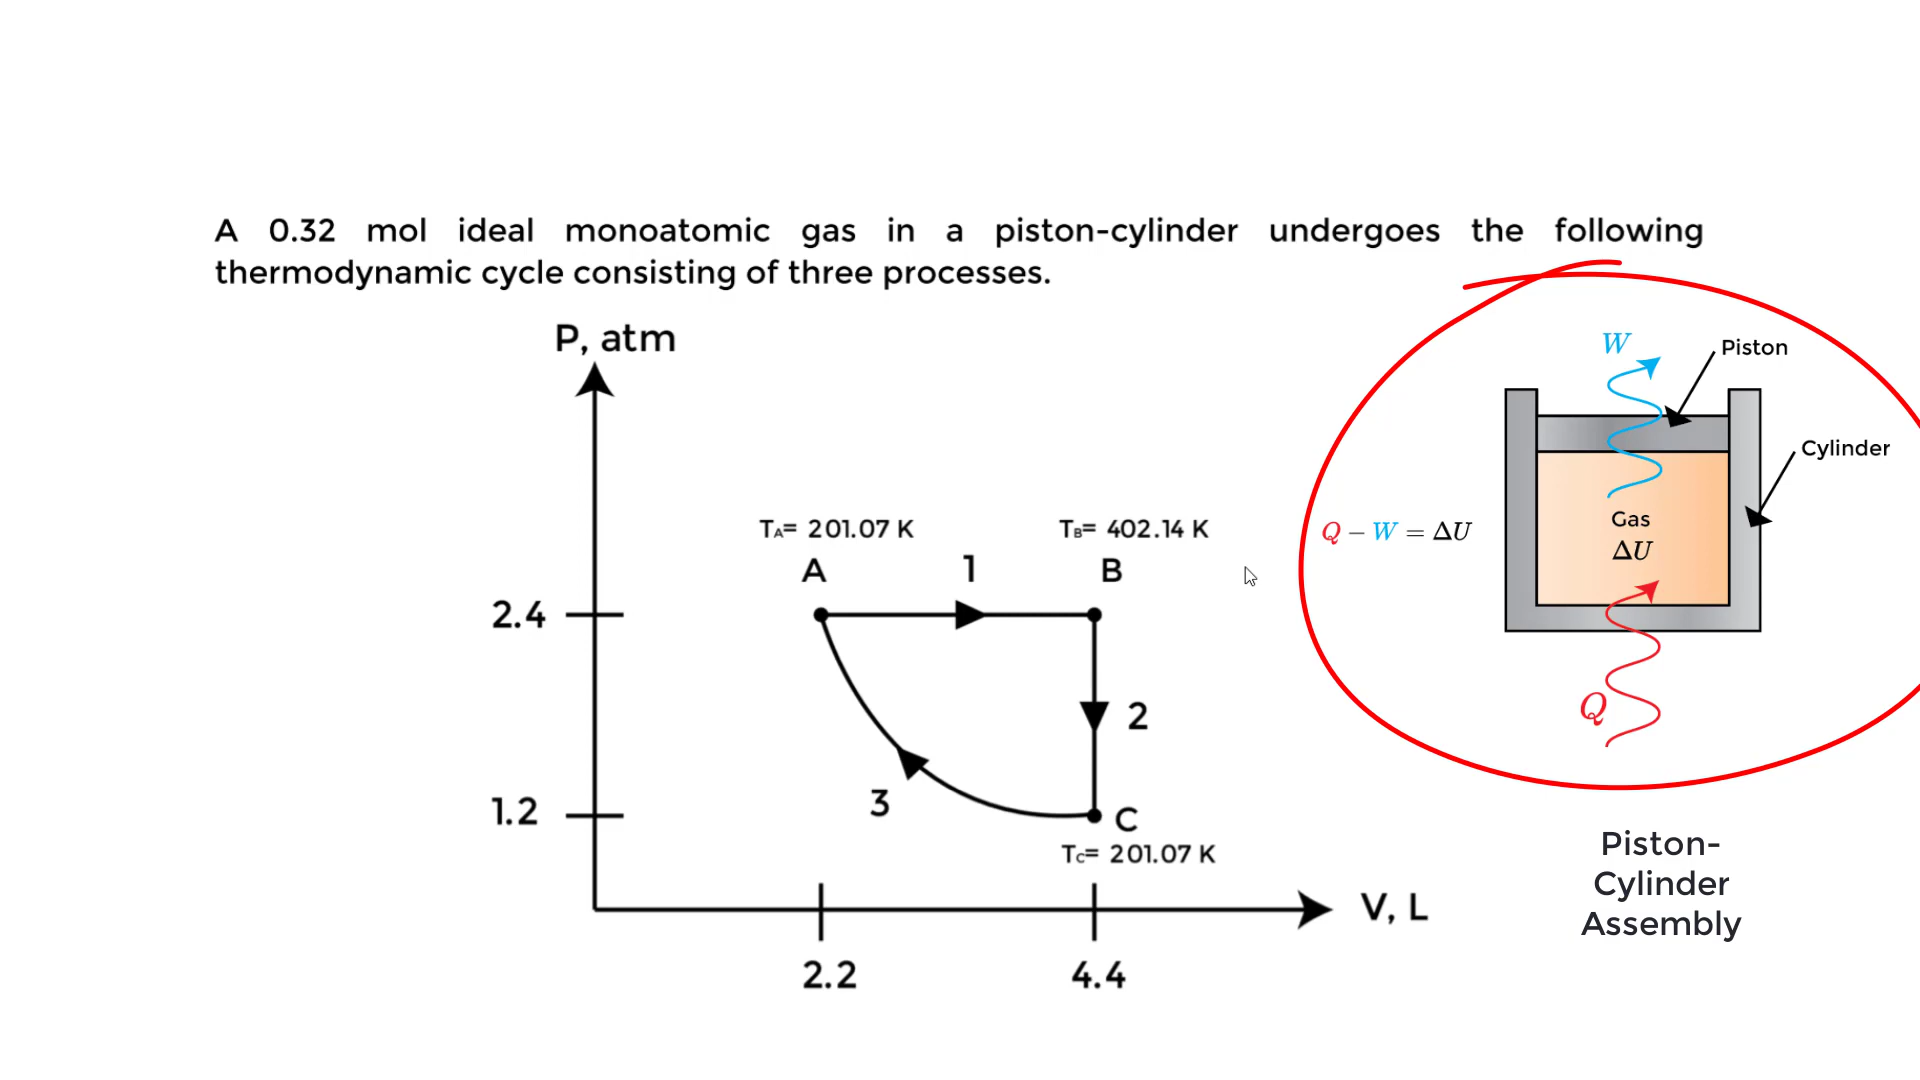 A 0.32 mol ideal monoatomic gas in a piston-cylinder undergoes the following
thermodynamic cycle consisting of three processes.
P, atm
W
Piston
Cylinder
Q − W = ΔU
Gas
ΔU
Q
TA= 201.07 K
TB= 402.14 K
A
1
B
2.4
2
3
1.2
C
TC= 201.07 K
V, L
2.2
4.4
Piston-
Cylinder
Assembly